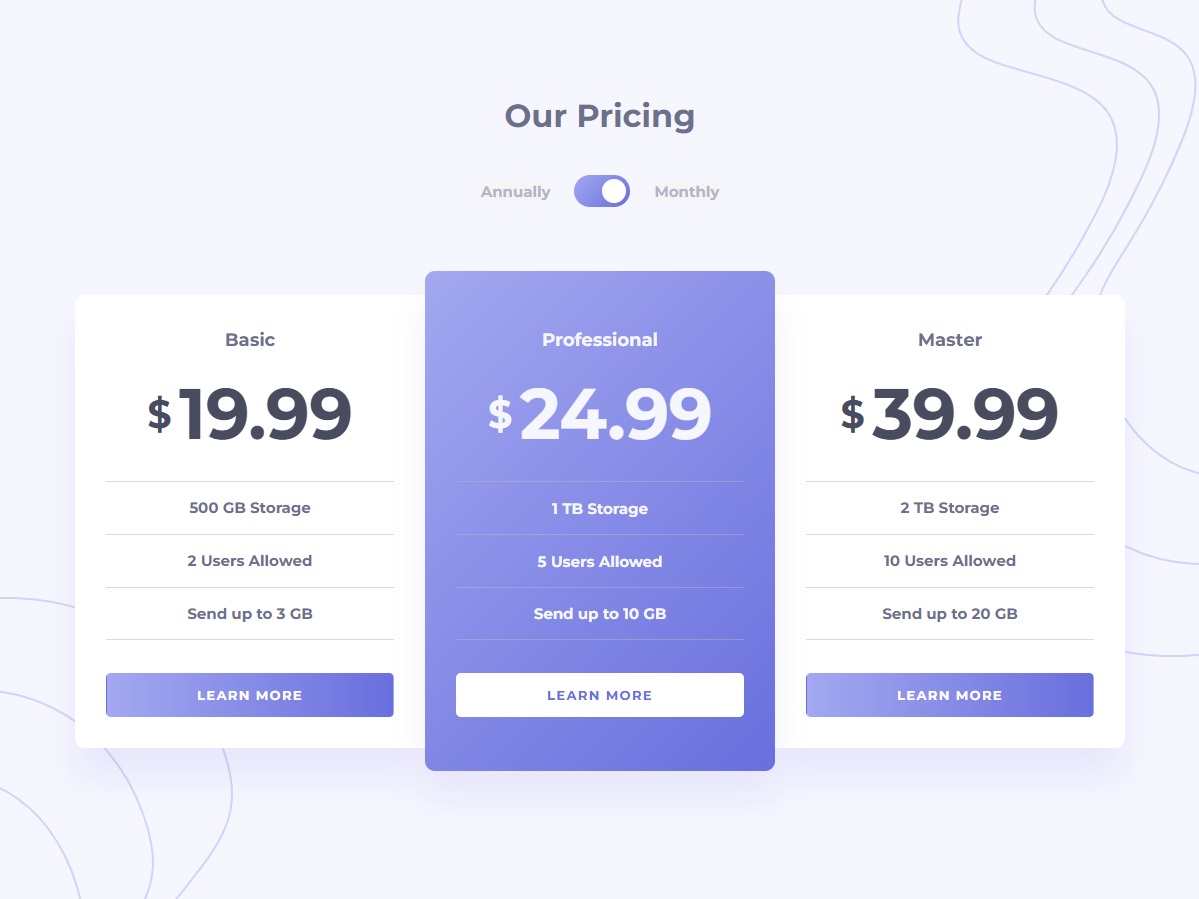 Our Pricing
Annually
Monthly
Basic
$19.99
500 GB Storage
2 Users Allowed
Send up to 3 GB
LEARN MORE
Professional
$24.99
1 TB Storage
5 Users Allowed
Send up to 10 GB
LEARN MORE
Master
$39.99
2 TB Storage
10 Users Allowed
Send up to 20 GB
LEARN MORE